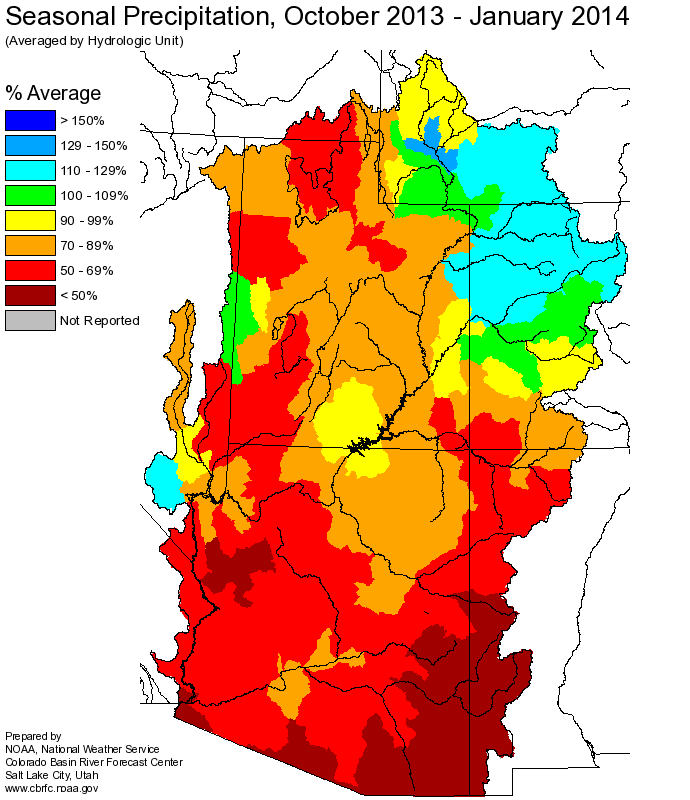 Seasonal Precipitation, October 2013 - January 2014
(Averaged by Hydrologic Unit)
% Average
> 150%
129 - 150%
110 - 129%
100 - 109%
90 - 99%
70 - 89%
50 - 69%
< 50%
Not Reported
Prepared by
NOAA, National Weather Service
Colorado Basin River Forecast Center
Salt Lake City, Utah
www.cbrfc.noaa.gov